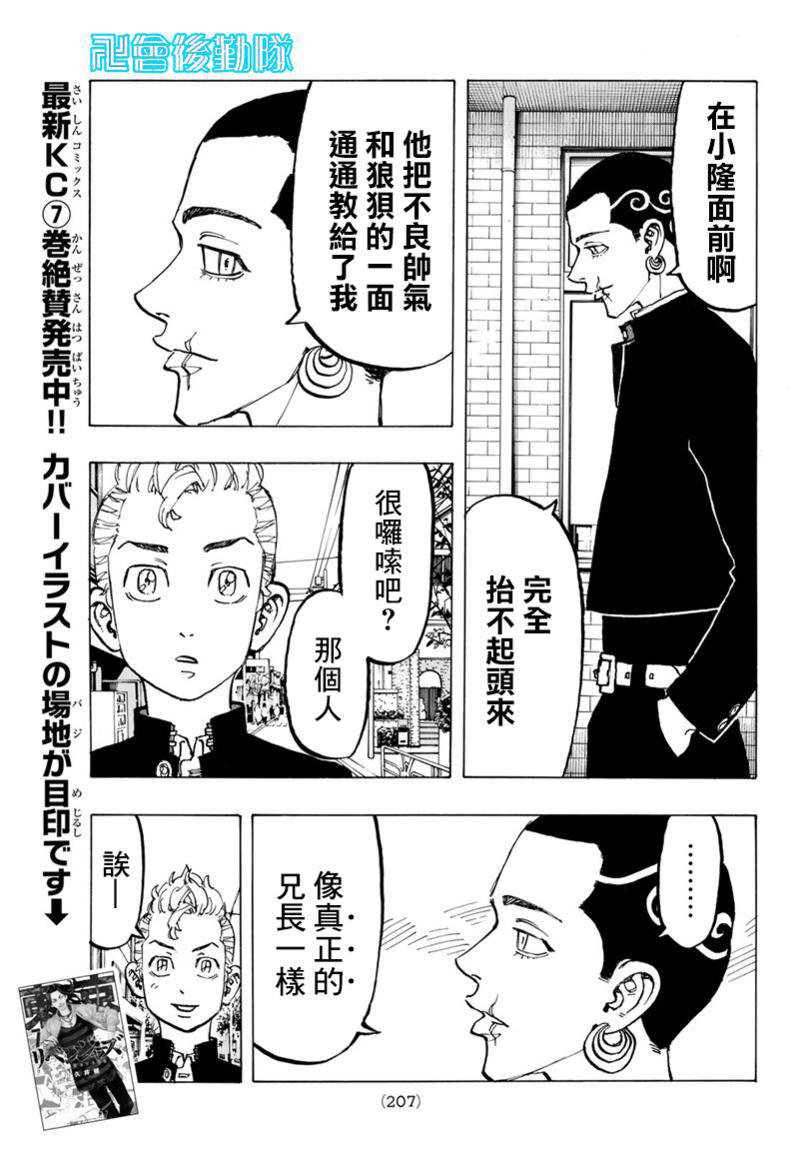 卍會後勤隊
在小隆面前啊
完全
抬不起頭來
他把不良帥氣
和狼狽的一面
通通教給了我
很囉嗦吧？
那個人
………
像真正的
兄長一樣
誒—
最新KC⑦巻絶賛発売中!! カバーイラストの場地が目印です⬇
さいしんコミックス
かんぜっさんはつばいちゅう
バジ
めじるし
(207)